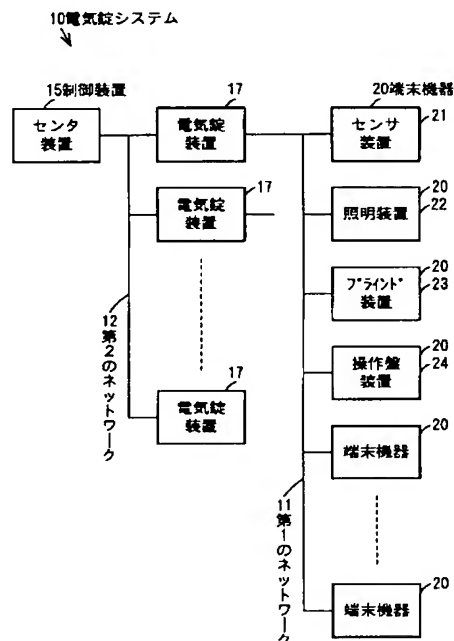 10電気錠システム
15制御装置
センタ
装置
17
電気錠
装置
20端末機器
センサ
装置
21
17
電気錠
装置
20
照明装置
22
20
ブラインド
装置
23
20
操作盤
装置
24
17
電気錠
装置
20
端末機器
20
端末機器
12第2のネットワーク
11第1のネットワーク